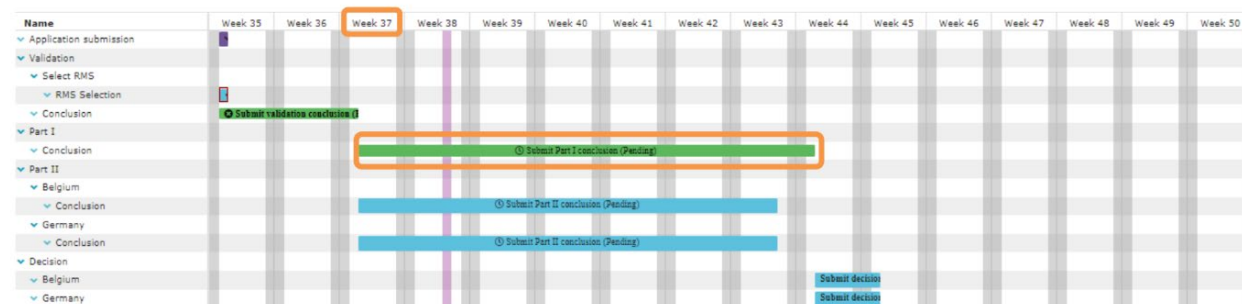 Name Week 35 Week 36 Week 37 Week 38 Week 39 Week 40 Week 41 Week 42 Week 43 Week 44 Week 45 Week 46 Week 47 Week 48 Week 49 Week 50
Application submission
Validation
Select RMS
RMS Selection
Conclusion Submit validation conclusion (
Part I
Conclusion Submit Part I conclusion (Pending)
Part II
Belgium
Conclusion Submit Part II conclusion (Pending)
Germany
Conclusion Submit Part II conclusion (Pending)
Decision
Belgium Submit decision
Germany Submit decision